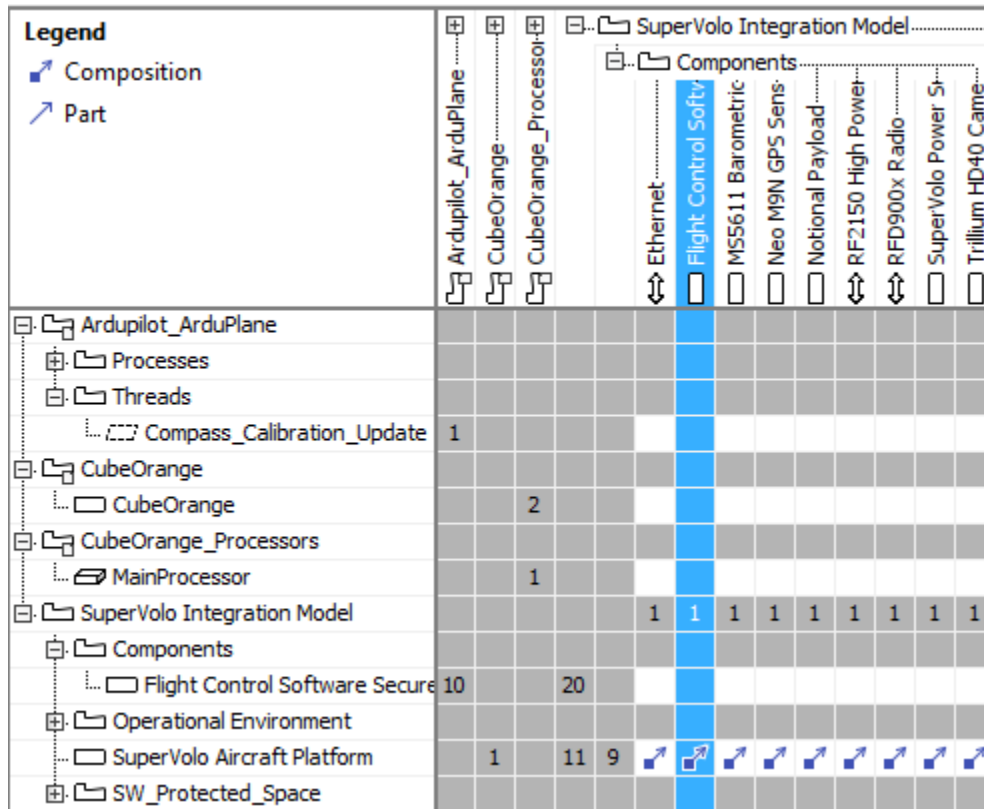 Legend
Composition
Part
Ardupilot_ArduPlane
CubeOrange
CubeOrange_Processors
SuperVolo Integration Model
Components
Ethernet
Flight Control Softw
MS5611 Barometric
Neo M9N GPS Sens
Notional Payload
RF2150 High Power
RFD900x Radio
SuperVolo Power
Trillium HD40 Came
Ardupilot_ArduPlane
Processes
Threads
Compass_Calibration_Update 1
CubeOrange
CubeOrange 2
CubeOrange_Processors
MainProcessor 1
SuperVolo Integration Model 1 1 1 1 1 1 1 1 1
Components
Flight Control Software Secure 10 20
Operational Environment
SuperVolo Aircraft Platform 1 11 9
SW_Protected_Space